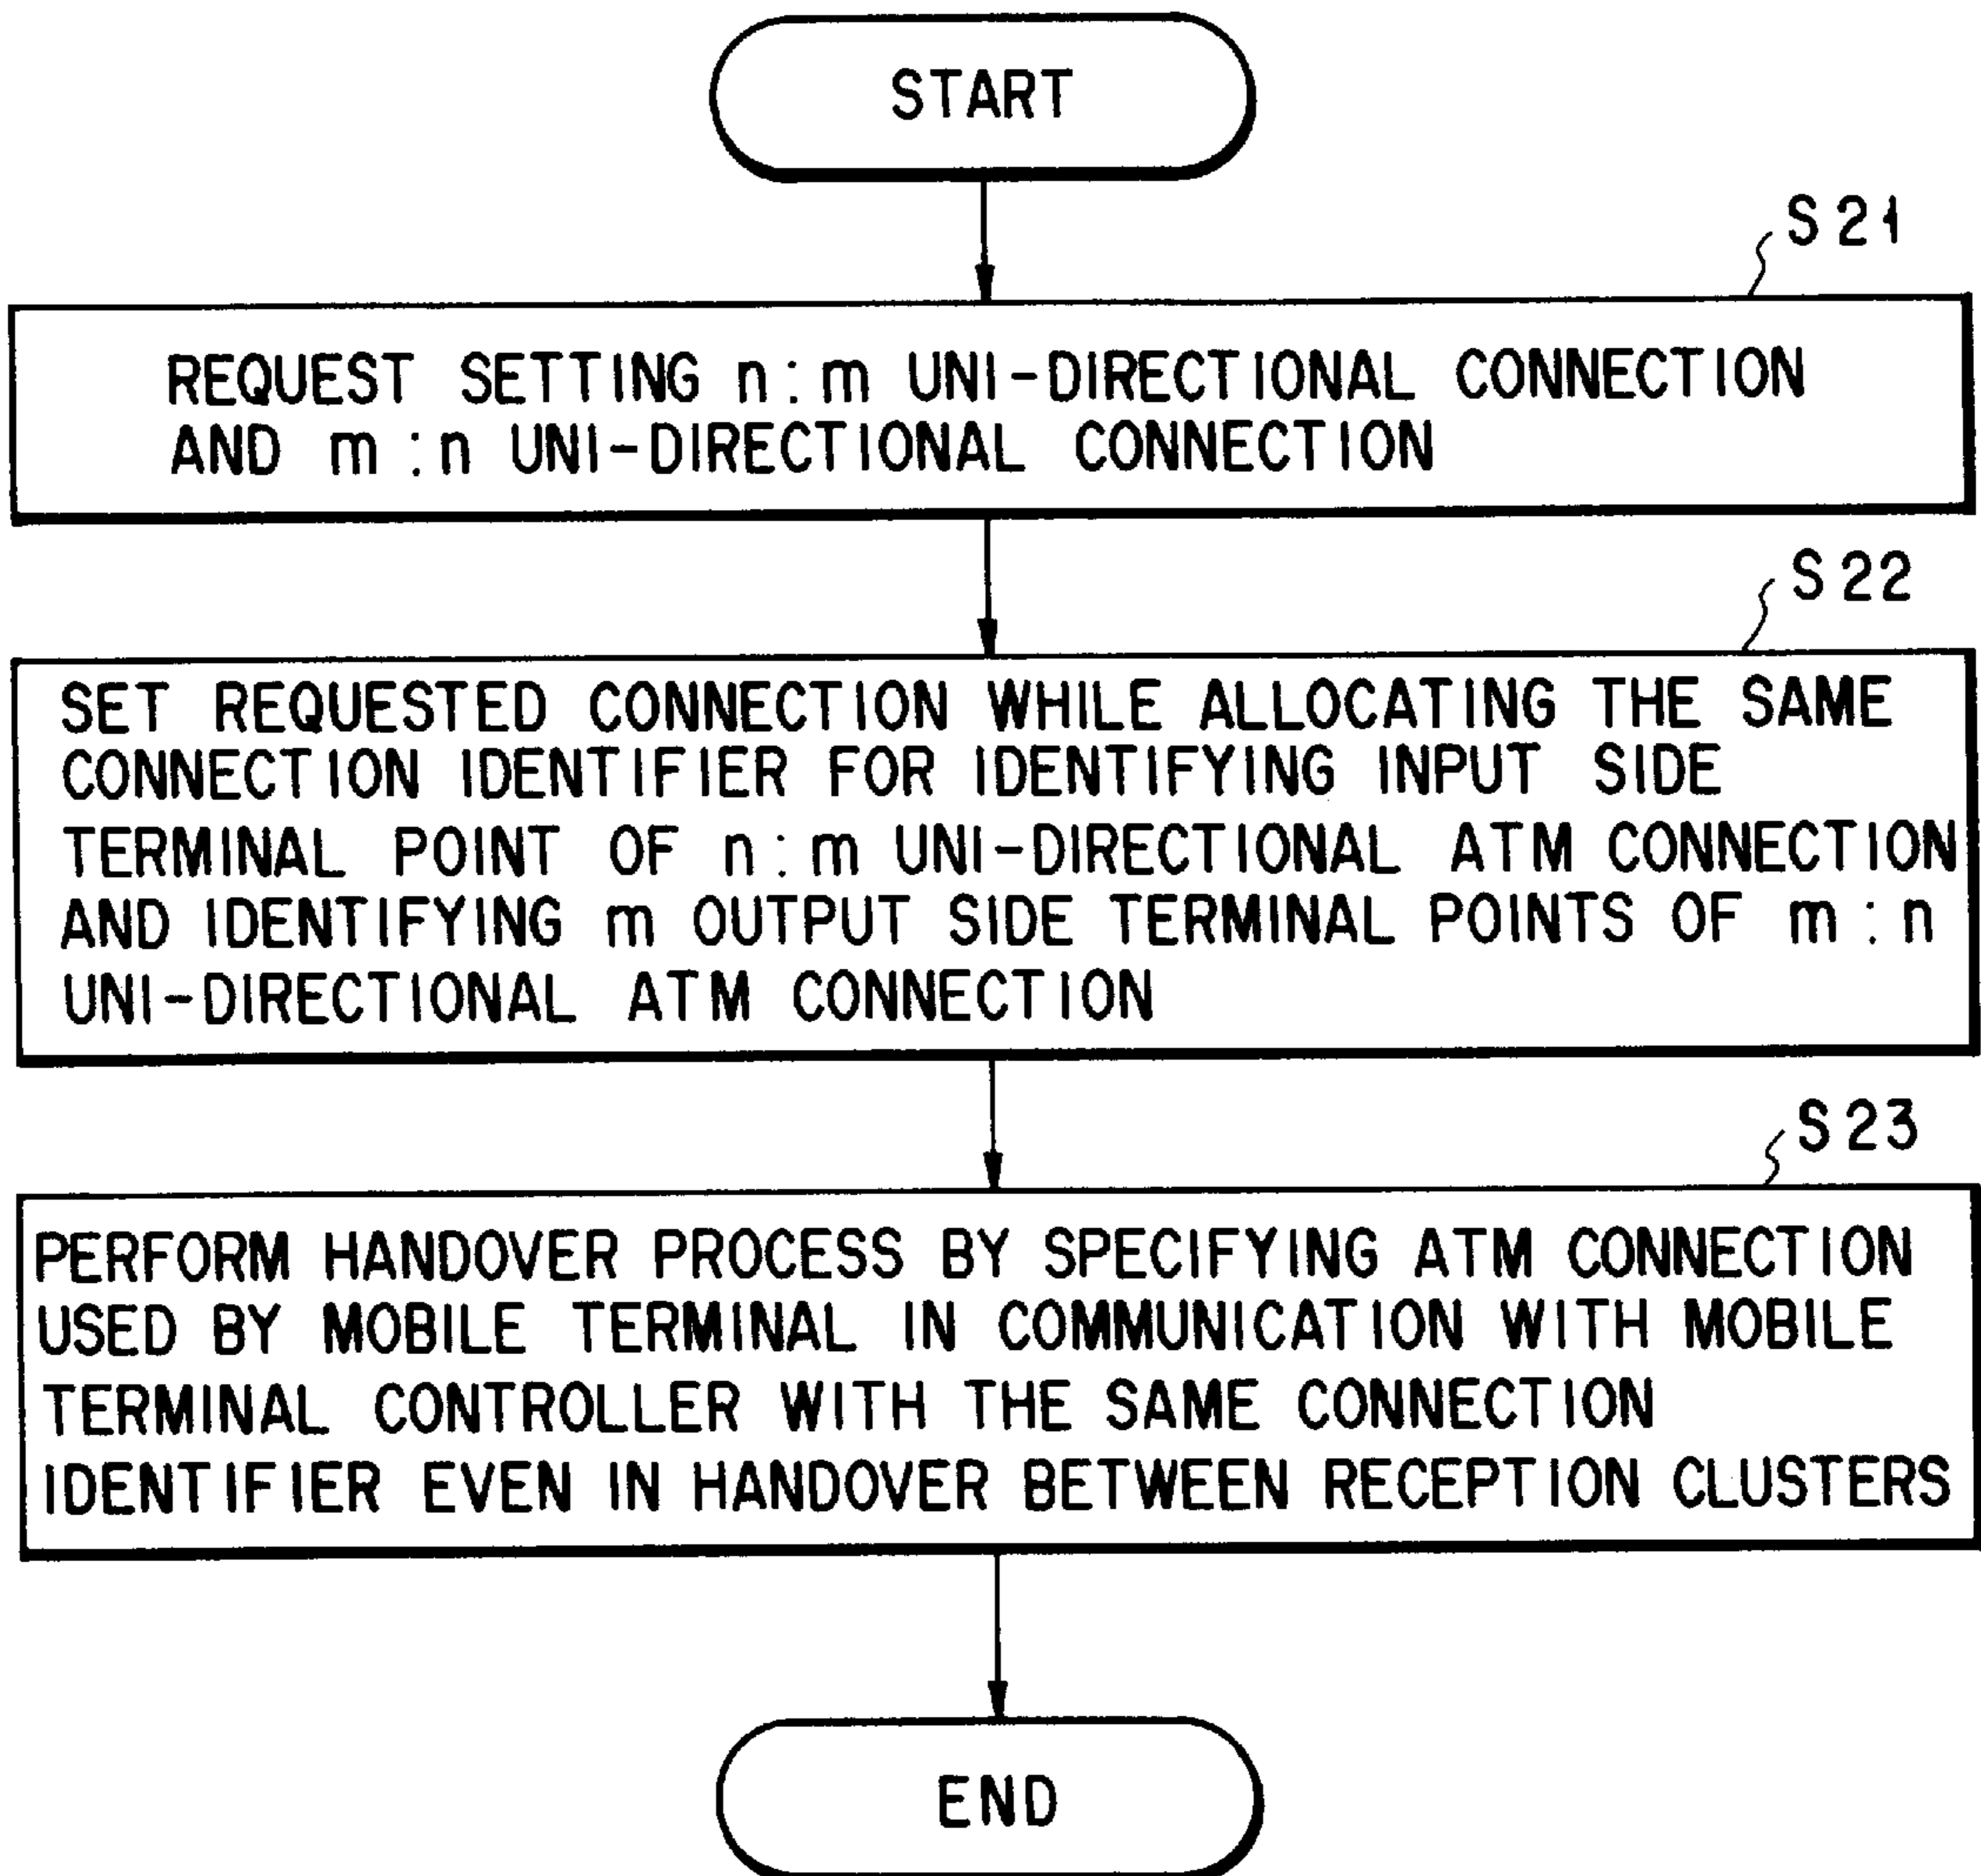 START
S21
REQUEST SETTING n:m UNI-DIRECTIONAL CONNECTION
AND m:n UNI-DIRECTIONAL CONNECTION
S22
SET REQUESTED CONNECTION WHILE ALLOCATING THE SAME
CONNECTION IDENTIFIER FOR IDENTIFYING INPUT SIDE
TERMINAL POINT OF n:m UNI-DIRECTIONAL ATM CONNECTION
AND IDENTIFYING m OUTPUT SIDE TERMINAL POINTS OF m:n
UNI-DIRECTIONAL ATM CONNECTION
S23
PERFORM HANDOVER PROCESS BY SPECIFYING ATM CONNECTION
USED BY MOBILE TERMINAL IN COMMUNICATION WITH MOBILE
TERMINAL CONTROLLER WITH THE SAME CONNECTION
IDENTIFIER EVEN IN HANDOVER BETWEEN RECEPTION CLUSTERS
END